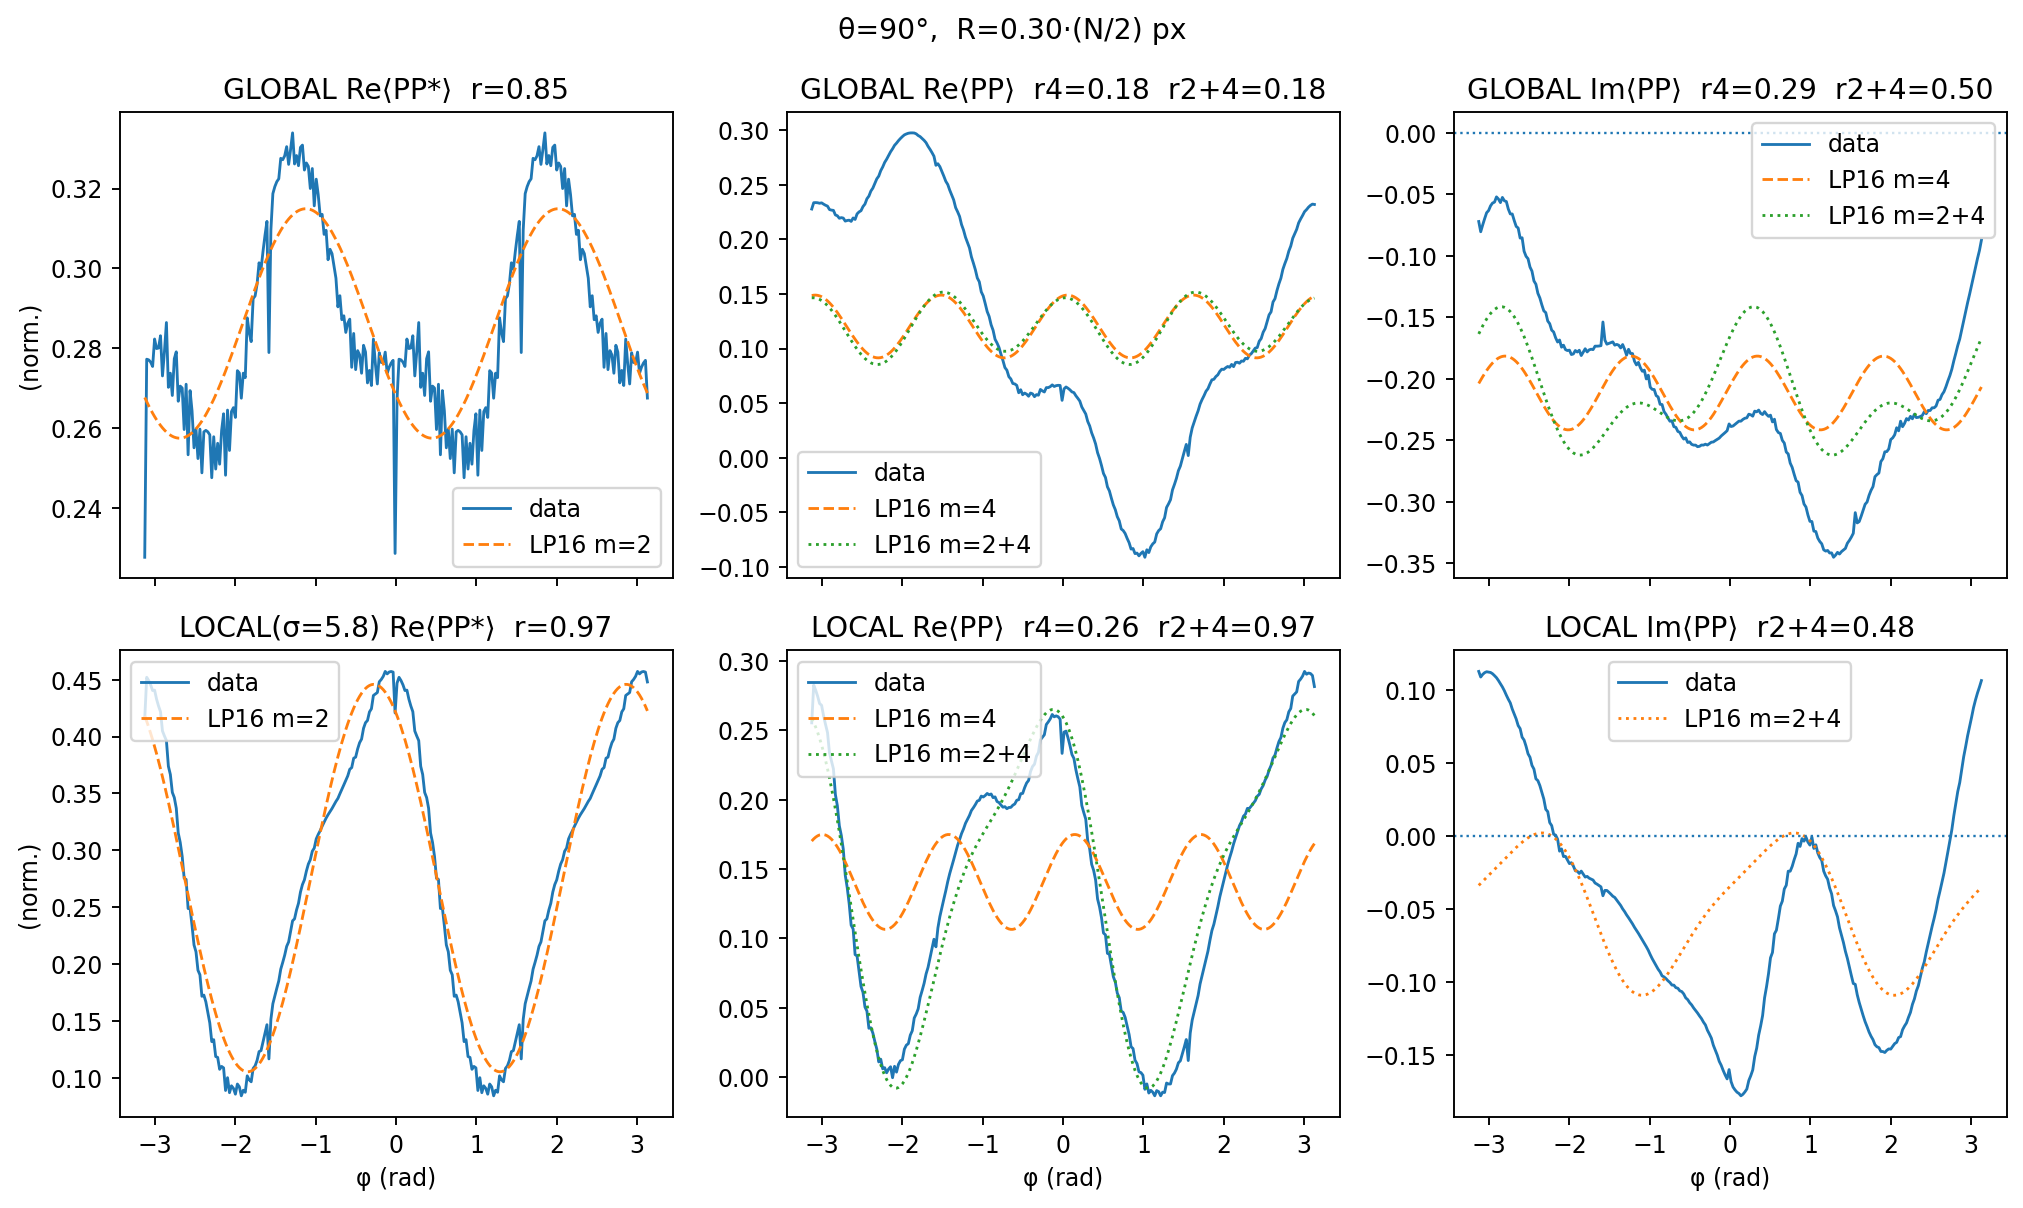 θ=90°,  R=0.30·(N/2) px
GLOBAL Re⟨PP*⟩  r=0.85
(norm.)
0.32
0.30
0.28
0.26
0.24
data
LP16 m=2
GLOBAL Re⟨PP⟩  r4=0.18  r2+4=0.18
0.30
0.25
0.20
0.15
0.10
0.05
0.00
−0.05
−0.10
data
LP16 m=4
LP16 m=2+4
GLOBAL Im⟨PP⟩  r4=0.29  r2+4=0.50
0.00
−0.05
−0.10
−0.15
−0.20
−0.25
−0.30
−0.35
data
LP16 m=4
LP16 m=2+4
LOCAL(σ=5.8) Re⟨PP*⟩  r=0.97
(norm.)
0.45
0.40
0.35
0.30
0.25
0.20
0.15
0.10
data
LP16 m=2
−3 −2 −1 0 1 2 3
φ (rad)
LOCAL Re⟨PP⟩  r4=0.26  r2+4=0.97
0.30
0.25
0.20
0.15
0.10
0.05
0.00
data
LP16 m=4
LP16 m=2+4
−3 −2 −1 0 1 2 3
φ (rad)
LOCAL Im⟨PP⟩  r2+4=0.48
0.10
0.05
0.00
−0.05
−0.10
−0.15
data
LP16 m=2+4
−3 −2 −1 0 1 2 3
φ (rad)